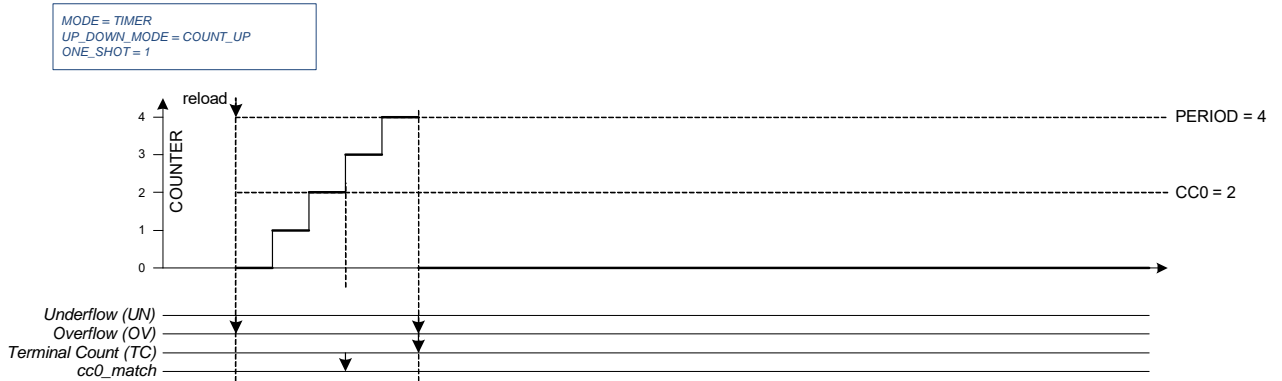 MODE = TIMER
UP_DOWN_MODE = COUNT_UP
ONE_SHOT = 1
reload
4
PERIOD = 4
3
COUNTER
2
CC0 = 2
1
0
Underflow (UN)
Overflow (OV)
Terminal Count (TC)
cc0_match